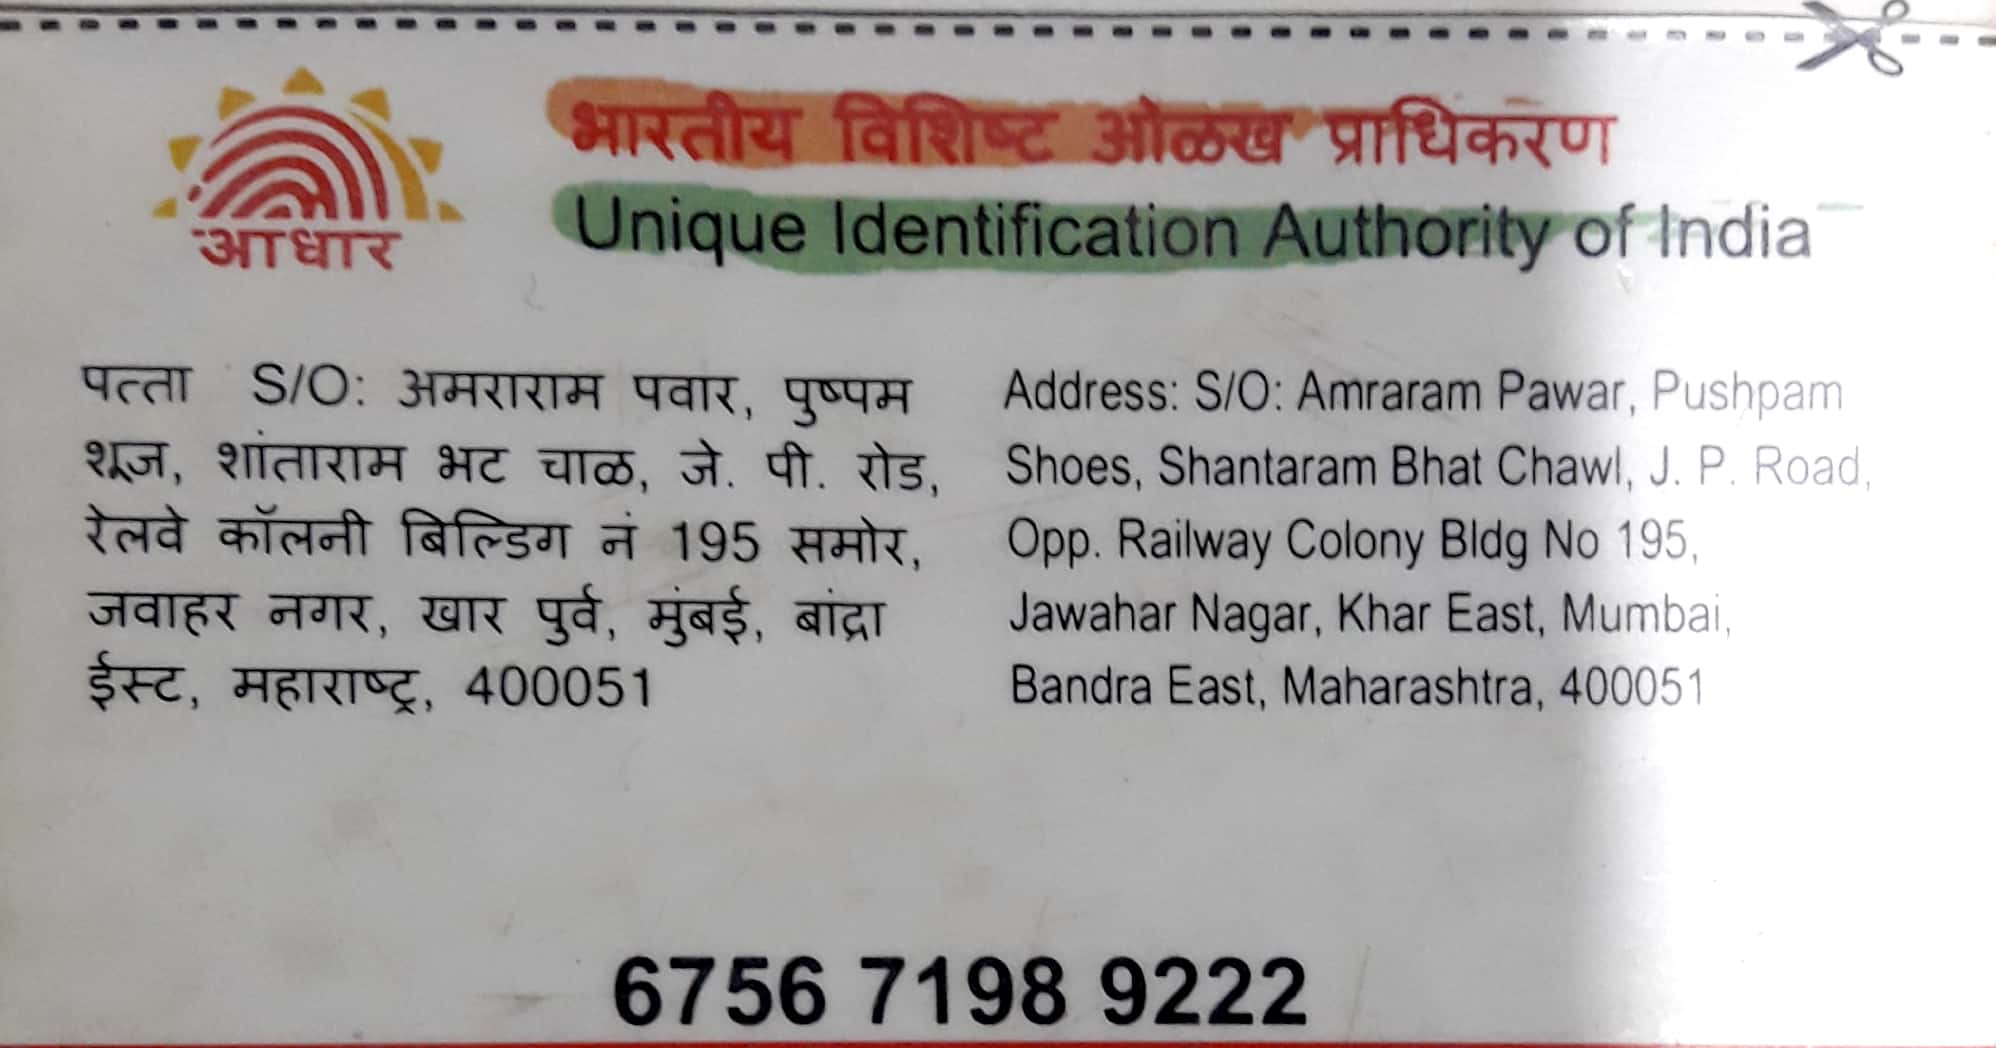 आधार
भारतीय विशिष्ट ओळख प्राधिकरण
Unique Identification Authority of India
पत्ता S/O: अमराराम पवार, पुष्पम
शूज, शांताराम भट चाळ, जे. पी. रोड,
रेलवे कॉलनी बिल्डिग नं 195 समोर,
जवाहर नगर, खार पुर्व, मुंबई, बांद्रा
ईस्ट, महाराष्ट्र, 400051
Address: S/O: Amraram Pawar, Pushpam
Shoes, Shantaram Bhat Chawl, J. P. Road,
Opp. Railway Colony Bldg No 195,
Jawahar Nagar, Khar East, Mumbai,
Bandra East, Maharashtra, 400051
6756 7198 9222